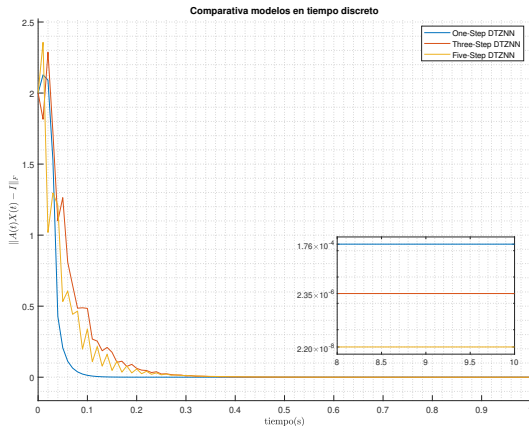 Comparativa modelos en tiempo discreto
One-Step DTZNN
Three-Step DTZNN
Five-Step DTZNN
2.5
2
1.5
1
0.5
0
‖A(t)X(t) − I‖F
1.76×10-4
2.35×10-6
2.20×10-8
8 8.5 9 9.5 10
0 0.1 0.2 0.3 0.4 0.5 0.6 0.7 0.8 0.9
tiempo(s)